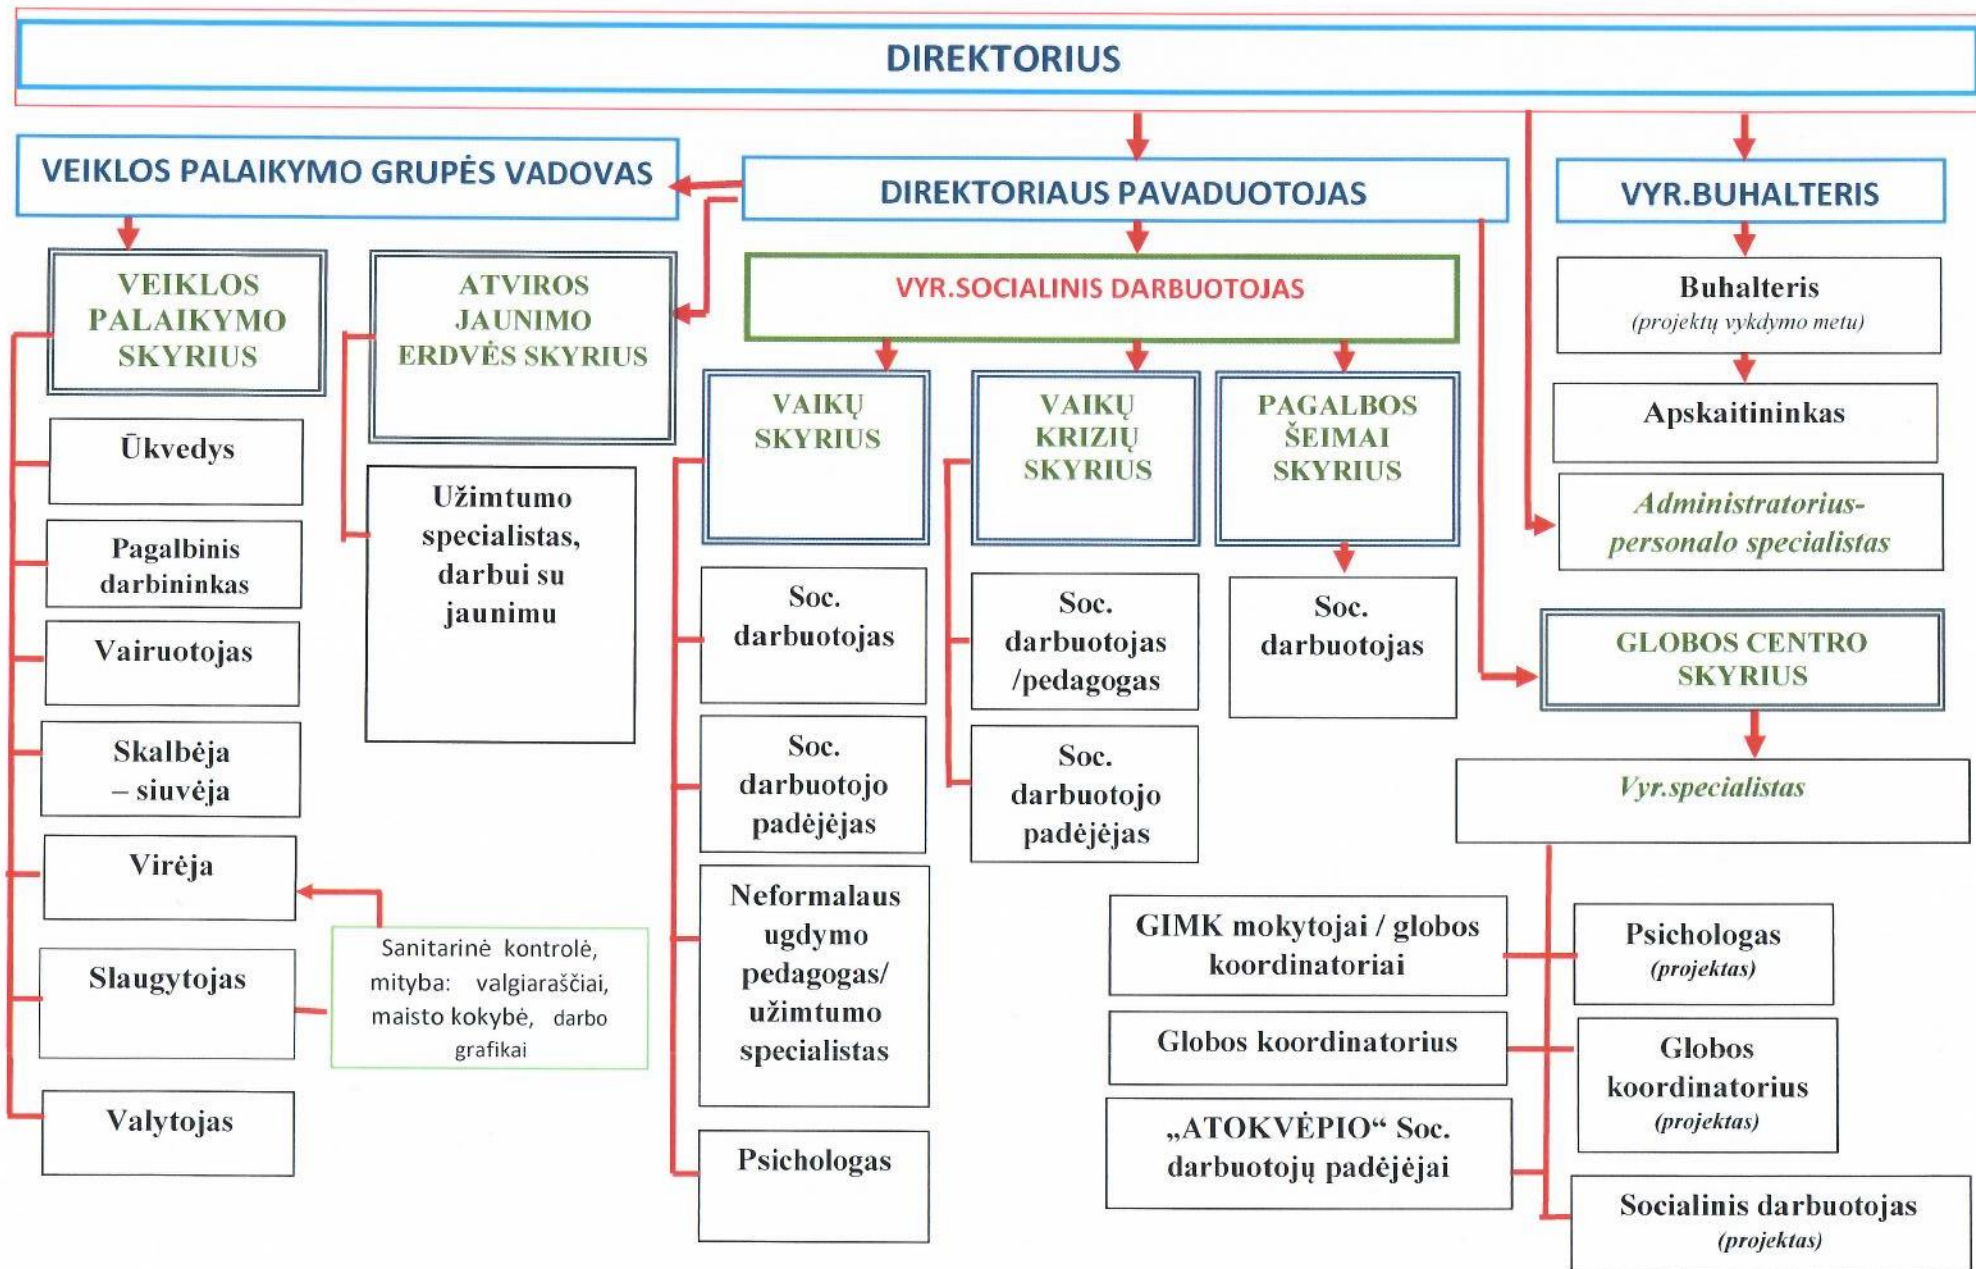 DIREKTORIUS
VEIKLOS PALAIKYMO GRUPĖS VADOVAS
DIREKTORIAUS PAVADUOTOJAS
VYR.BUHALTERIS
VEIKLOS
PALAIKYMO
SKYRIUS
ATVIROS
JAUNIMO
ERDVĖS SKYRIUS
VYR.SOCIALINIS DARBUOTOJAS
Buhalteris
(projektų vykdymo metu)
Apskaitininkas
Administratorius-
personalo specialistas
VAIKŲ
SKYRIUS
VAIKŲ
KRIZIŲ
SKYRIUS
PAGALBOS
ŠEIMAI
SKYRIUS
Ūkvedys
Pagalbinis
darbininkas
Vairuotojas
Skalbėja
– siuvėja
Virėja
Slaugytojas
Valytojas
Sanitarinė kontrolė,
mityba: valgiaraščiai,
maisto kokybė, darbo
grafikai
Užimtumo
specialistas,
darbui su
jaunimu
Soc.
darbuotojas
Soc.
darbuotojo
padėjėjas
Neformalaus
ugdymo
pedagogas/
užimtumo
specialistas
Psichologas
Soc.
darbuotojas
/pedagogas
Soc.
darbuotojo
padėjėjas
Soc.
darbuotojas
GLOBOS CENTRO
SKYRIUS
Vyr.specialistas
GIMK mokytojai / globos
koordinatoriai
Globos koordinatorius
„ATOKVĖPIO“ Soc.
darbuotojų padėjėjai
Psichologas
(projektas)
Globos
koordinatorius
(projektas)
Socialinis darbuotojas
(projektas)